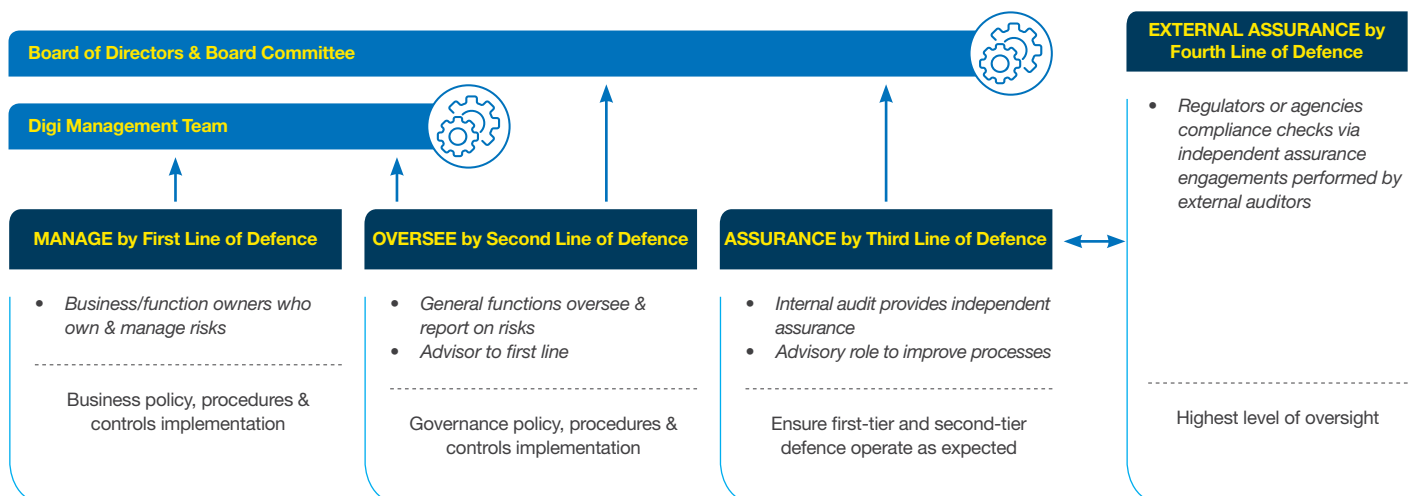 Board of Directors & Board Committee
Digi Management Team
MANAGE by First Line of Defence
• Business/function owners who
own & manage risks
Business policy, procedures &
controls implementation
OVERSEE by Second Line of Defence
• General functions oversee &
report on risks
• Advisor to first line
Governance policy, procedures &
controls implementation
ASSURANCE by Third Line of Defence
• Internal audit provides independent
assurance
• Advisory role to improve processes
Ensure first-tier and second-tier
defence operate as expected
EXTERNAL ASSURANCE by
Fourth Line of Defence
• Regulators or agencies
compliance checks via
independent assurance
engagements performed by
external auditors
Highest level of oversight